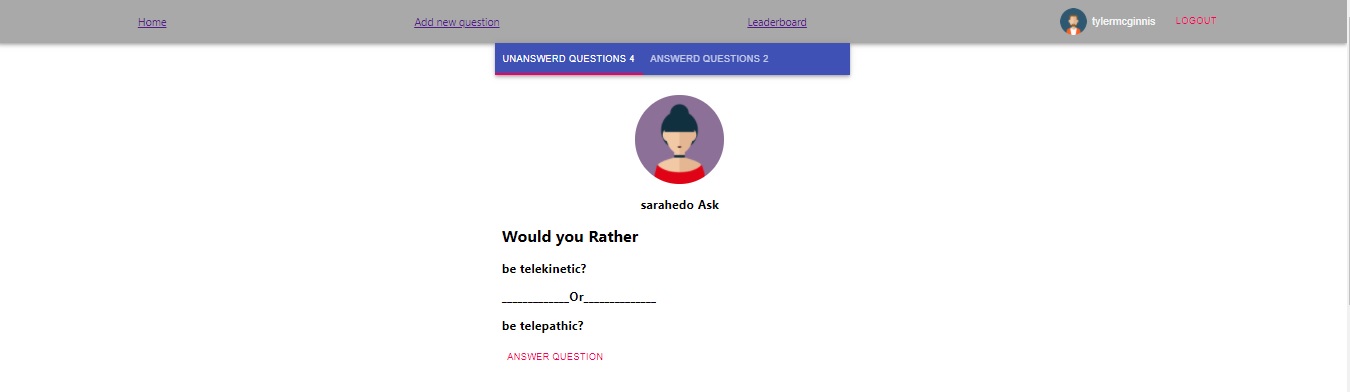 Home Add new question Leaderboard tylermcginnis LOGOUT
UNANSWERD QUESTIONS 4 ANSWERD QUESTIONS 2
sarahedo Ask
Would you Rather
be telekinetic?
_____________Or______________
be telepathic?
ANSWER QUESTION